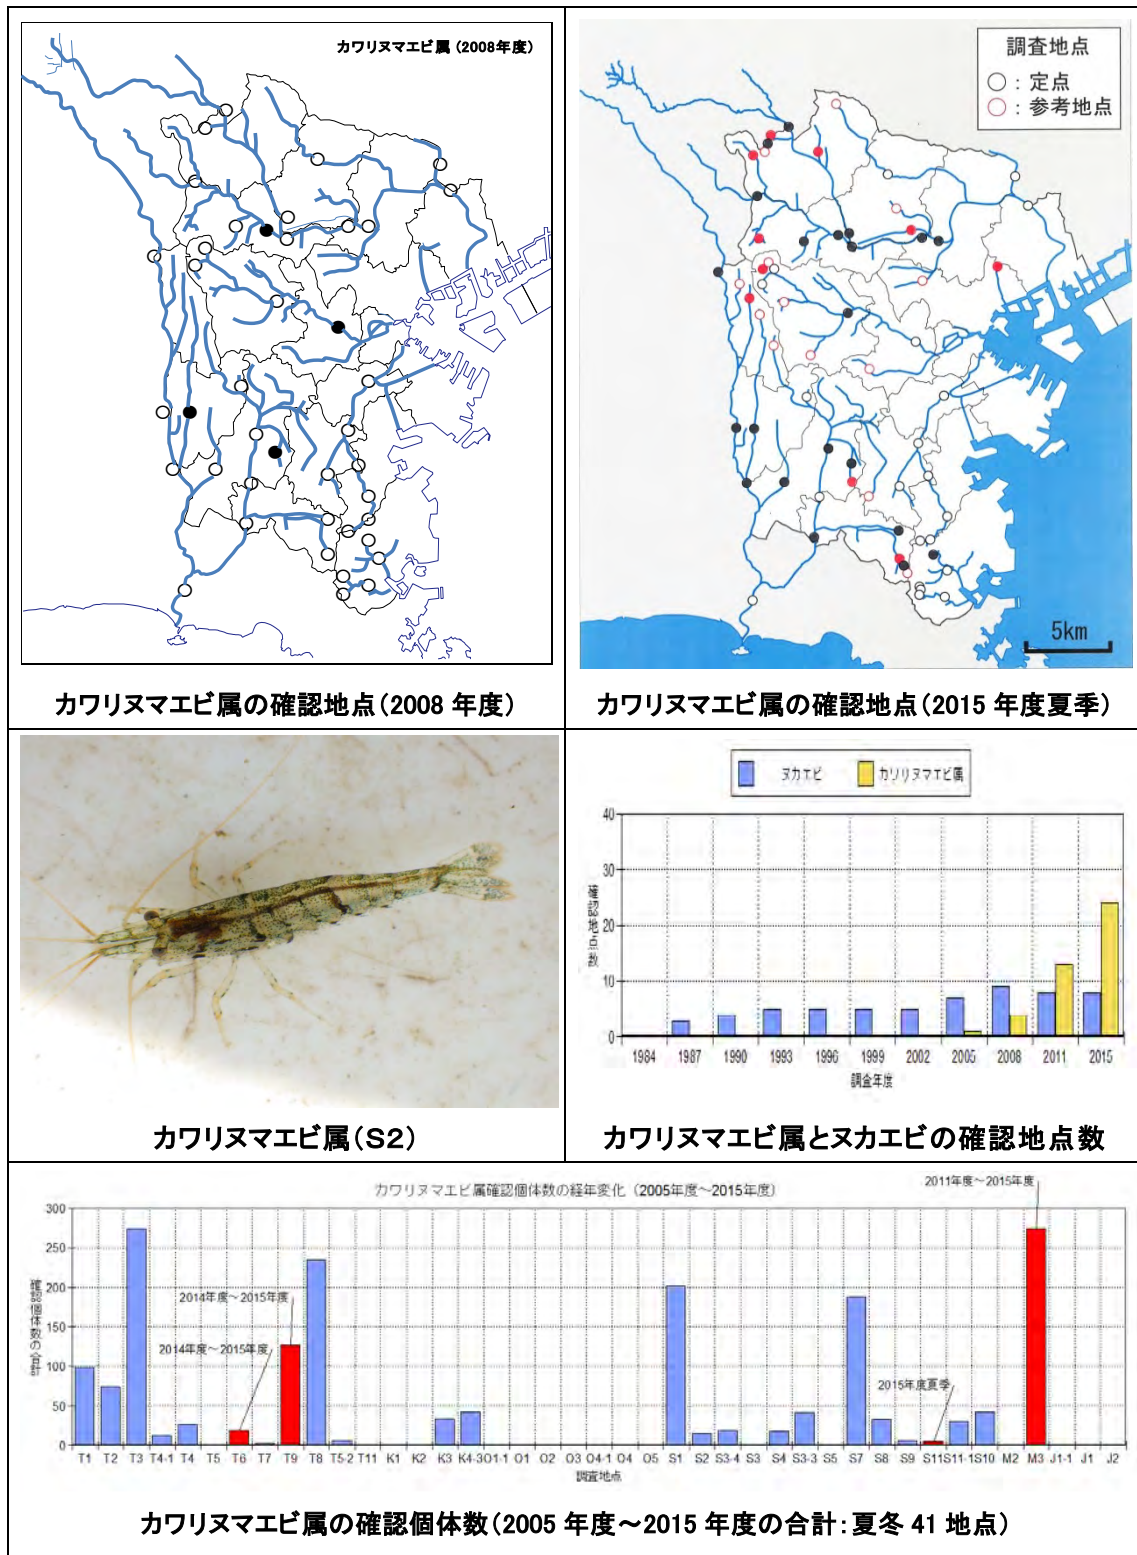 カワリヌマエビ属（2008年度）
カワリヌマエビ属の確認地点（2008 年度）
調査地点
○：定点
○：参考地点
5km
カワリヌマエビ属の確認地点（2015 年度夏季）
カワリヌマエビ属（S2）
ヌカエビ カワリヌマエビ属
確認地点数
40
30
20
10
0
1984 1987 1990 1993 1996 1999 2002 2005 2008 2011 2015
調査年度
カワリヌマエビ属とヌカエビの確認地点数
カワリヌマエビ属確認個体数の経年変化（2005年度～2015年度）
2011年度～2015年度
確認個体数の合計
300
250
200
150
100
50
0
2014年度～2015年度
2014年度～2015年度
2015年度夏季
T1 T2 T3 T4-1 T4 T5 T6 T7 T9 T8 T5-2 T11 K1 K2 K3 K4-3 O1-1 O1 O2 O3 O4-1 O4 O5 S1 S2 S3-4 S3 S4 S3-3 S5 S7 S8 S9 S11 S11-1 S10 M2 M3 J1-1 J1 J2
調査地点
カワリヌマエビ属の確認個体数（2005 年度～2015 年度の合計：夏冬 41 地点）